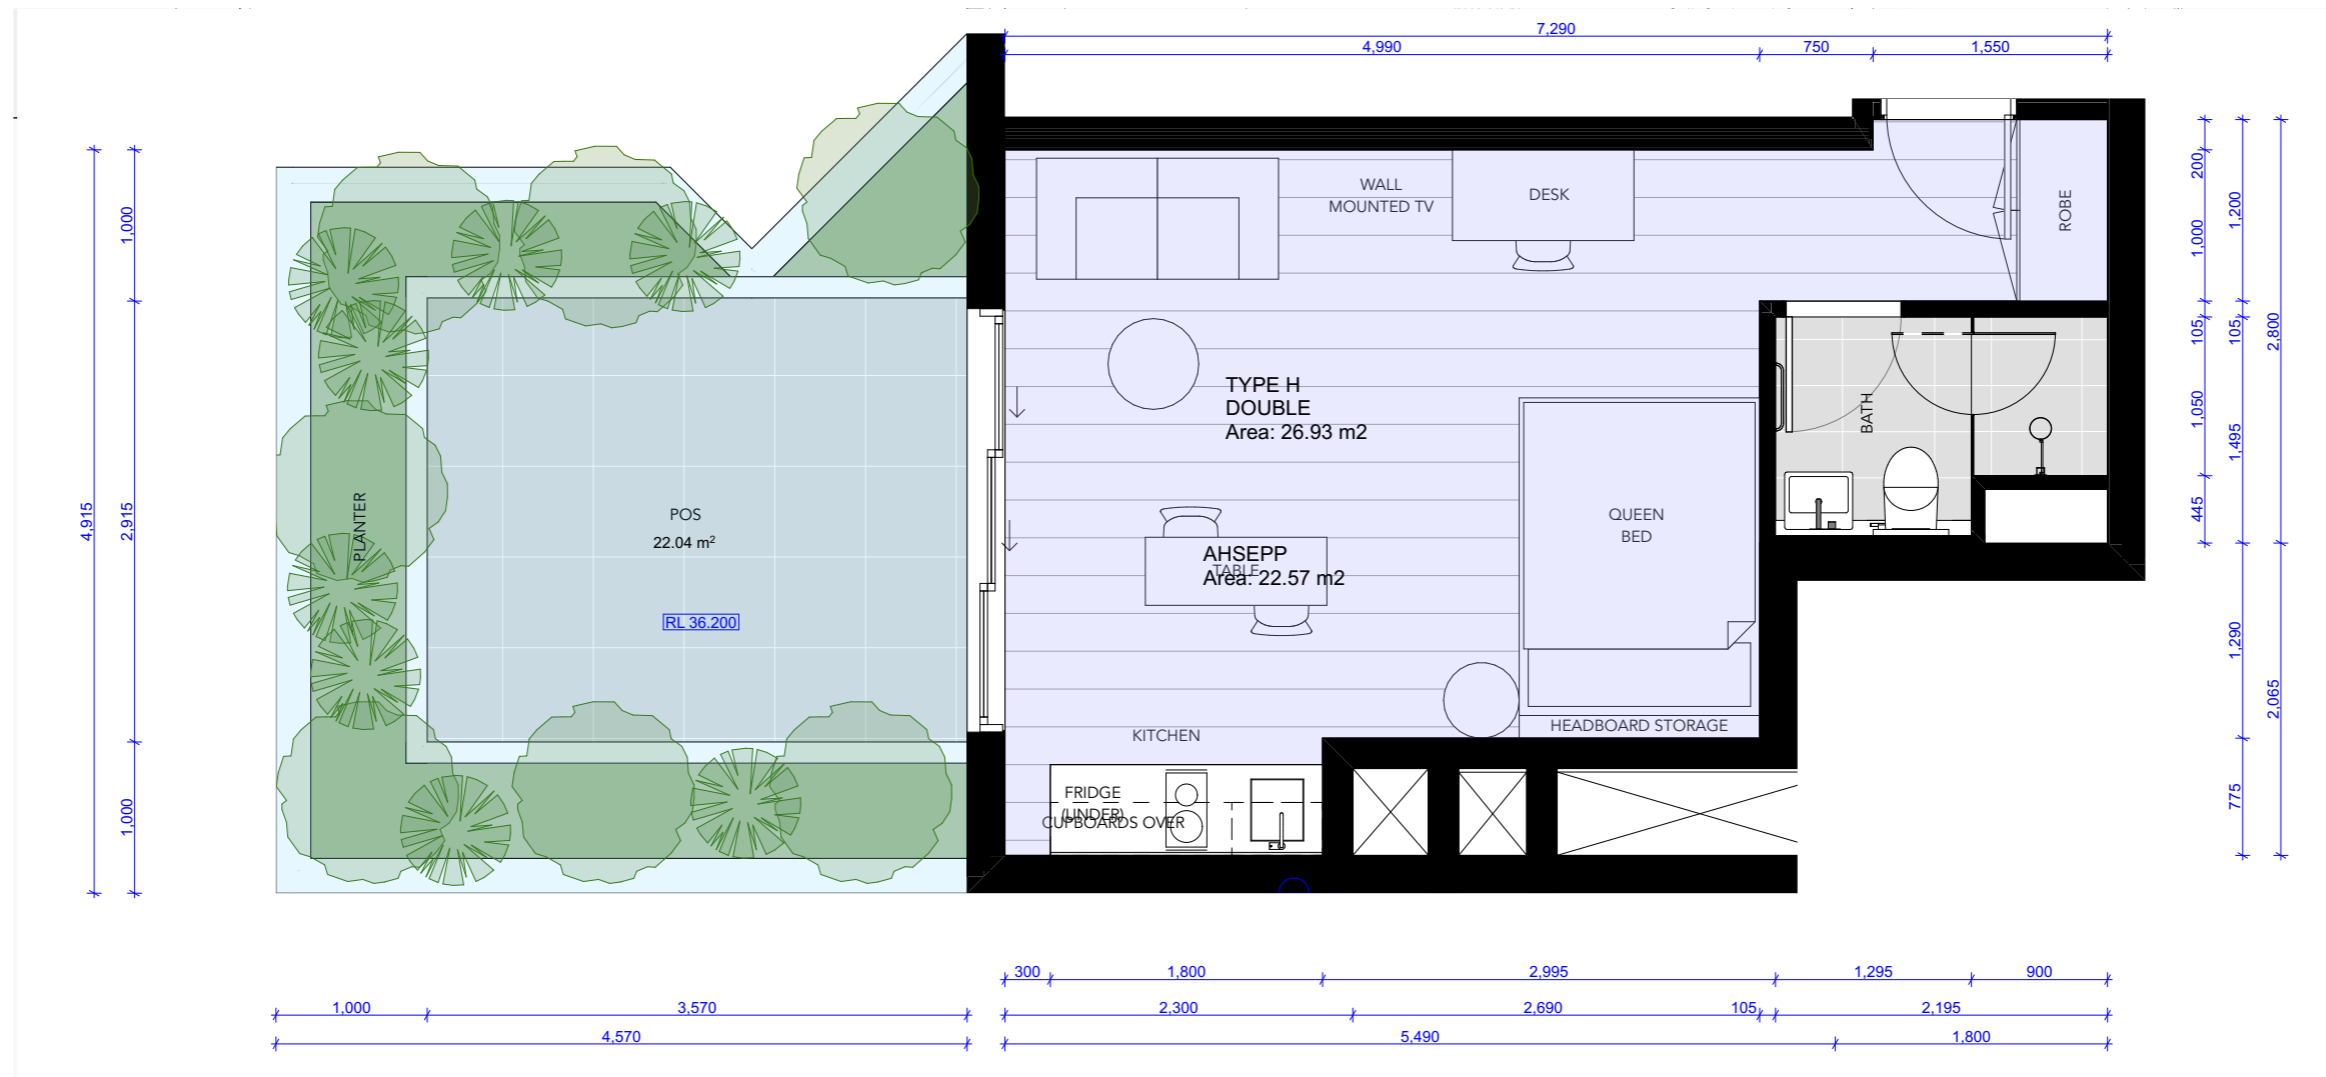 7,290
4,990
750
1,550
WALL
MOUNTED TV
DESK
ROBE
200
1,000
1,200
1,000
105
105
2,800
TYPE H
DOUBLE
Area: 26.93 m2
BATH
1,050
1,495
4,915
2,915
PLANTER
POS
22.04 m²
RL 36.200
QUEEN
BED
445
AHSEPP
TABLE
Area: 22.57 m2
1,290
2,065
KITCHEN
HEADBOARD STORAGE
1,000
FRIDGE
(UNDER)
CUPBOARDS OVER
775
300
1,800
2,995
1,295
900
1,000
3,570
2,300
2,690
105
2,195
4,570
5,490
1,800